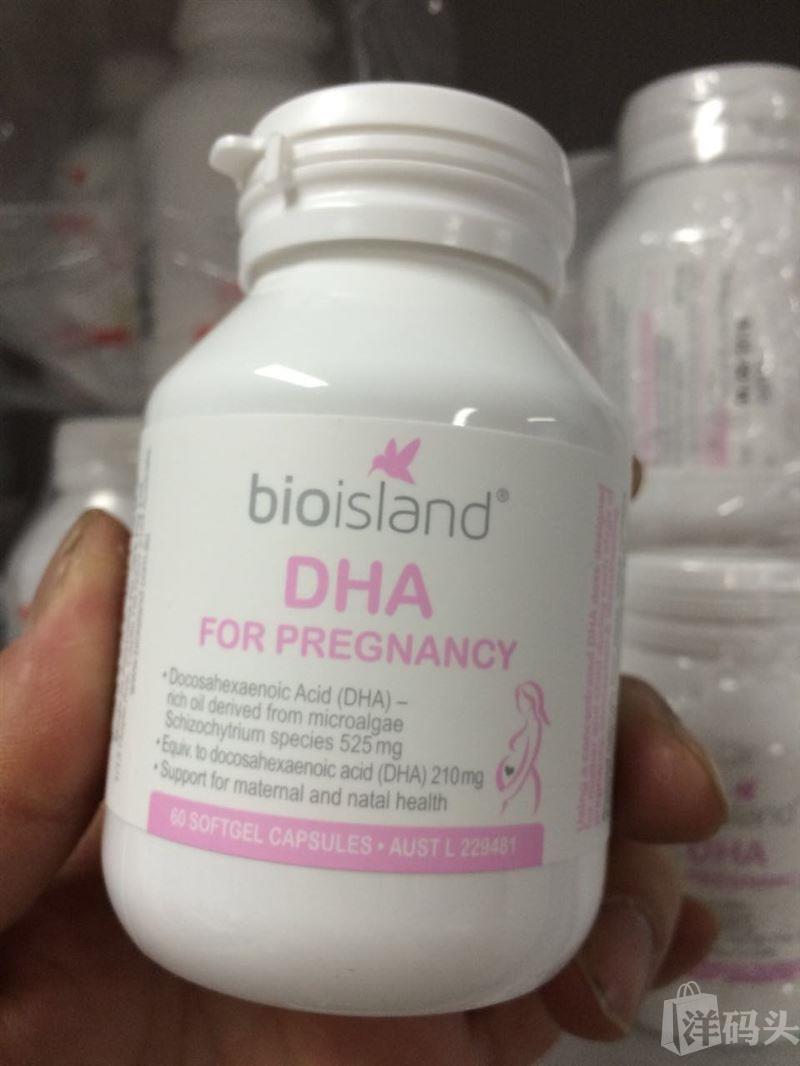 bioisland®
DHA
FOR PREGNANCY
•Docosahexaenoic Acid (DHA) –
rich oil derived from microalgae
Schizochytrium species 525mg
•Equiv. to docosahexaenoic acid (DHA) 210mg
•Support for maternal and natal health
60 SOFTGEL CAPSULES • AUST L 229481
DHA
洋码头